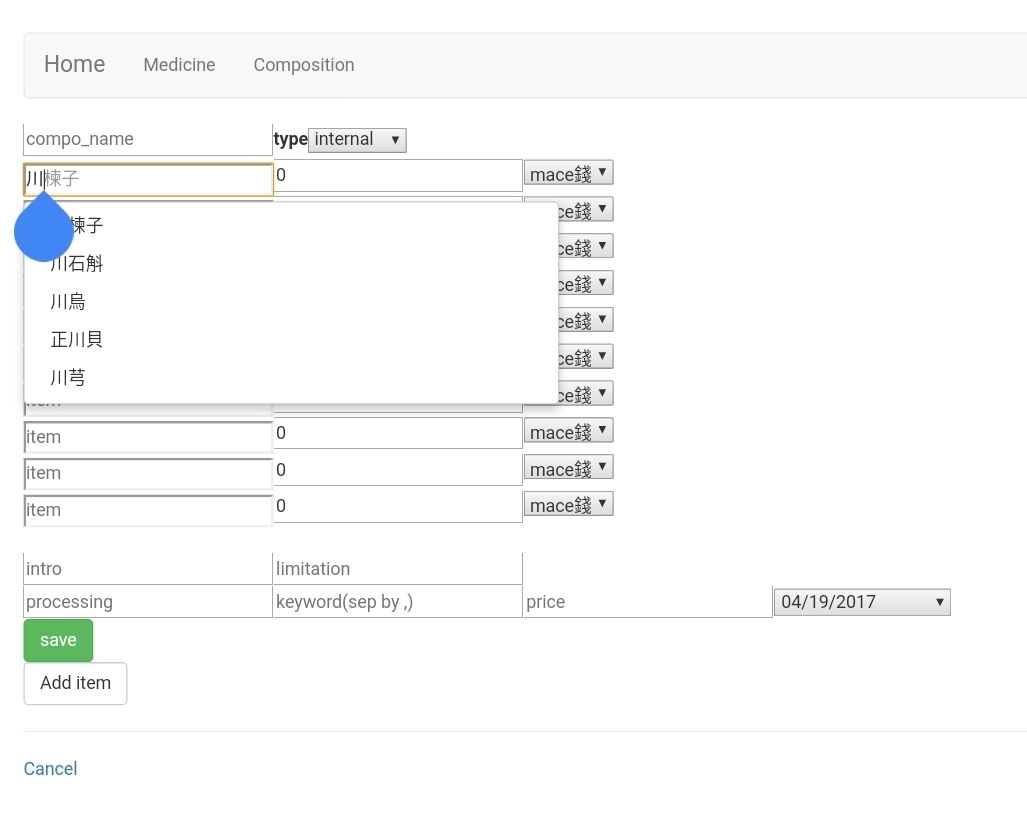 Home Medicine Composition
compo_name type internal
川楝子 0 mace錢
楝子 ce錢
川石斛 ce錢
川烏 ce錢
正川貝 ce錢
川芎 ce錢
ce錢
item 0 mace錢
item 0 mace錢
item 0 mace錢
intro limitation
processing keyword(sep by ,) price 04/19/2017
save
Add item
Cancel